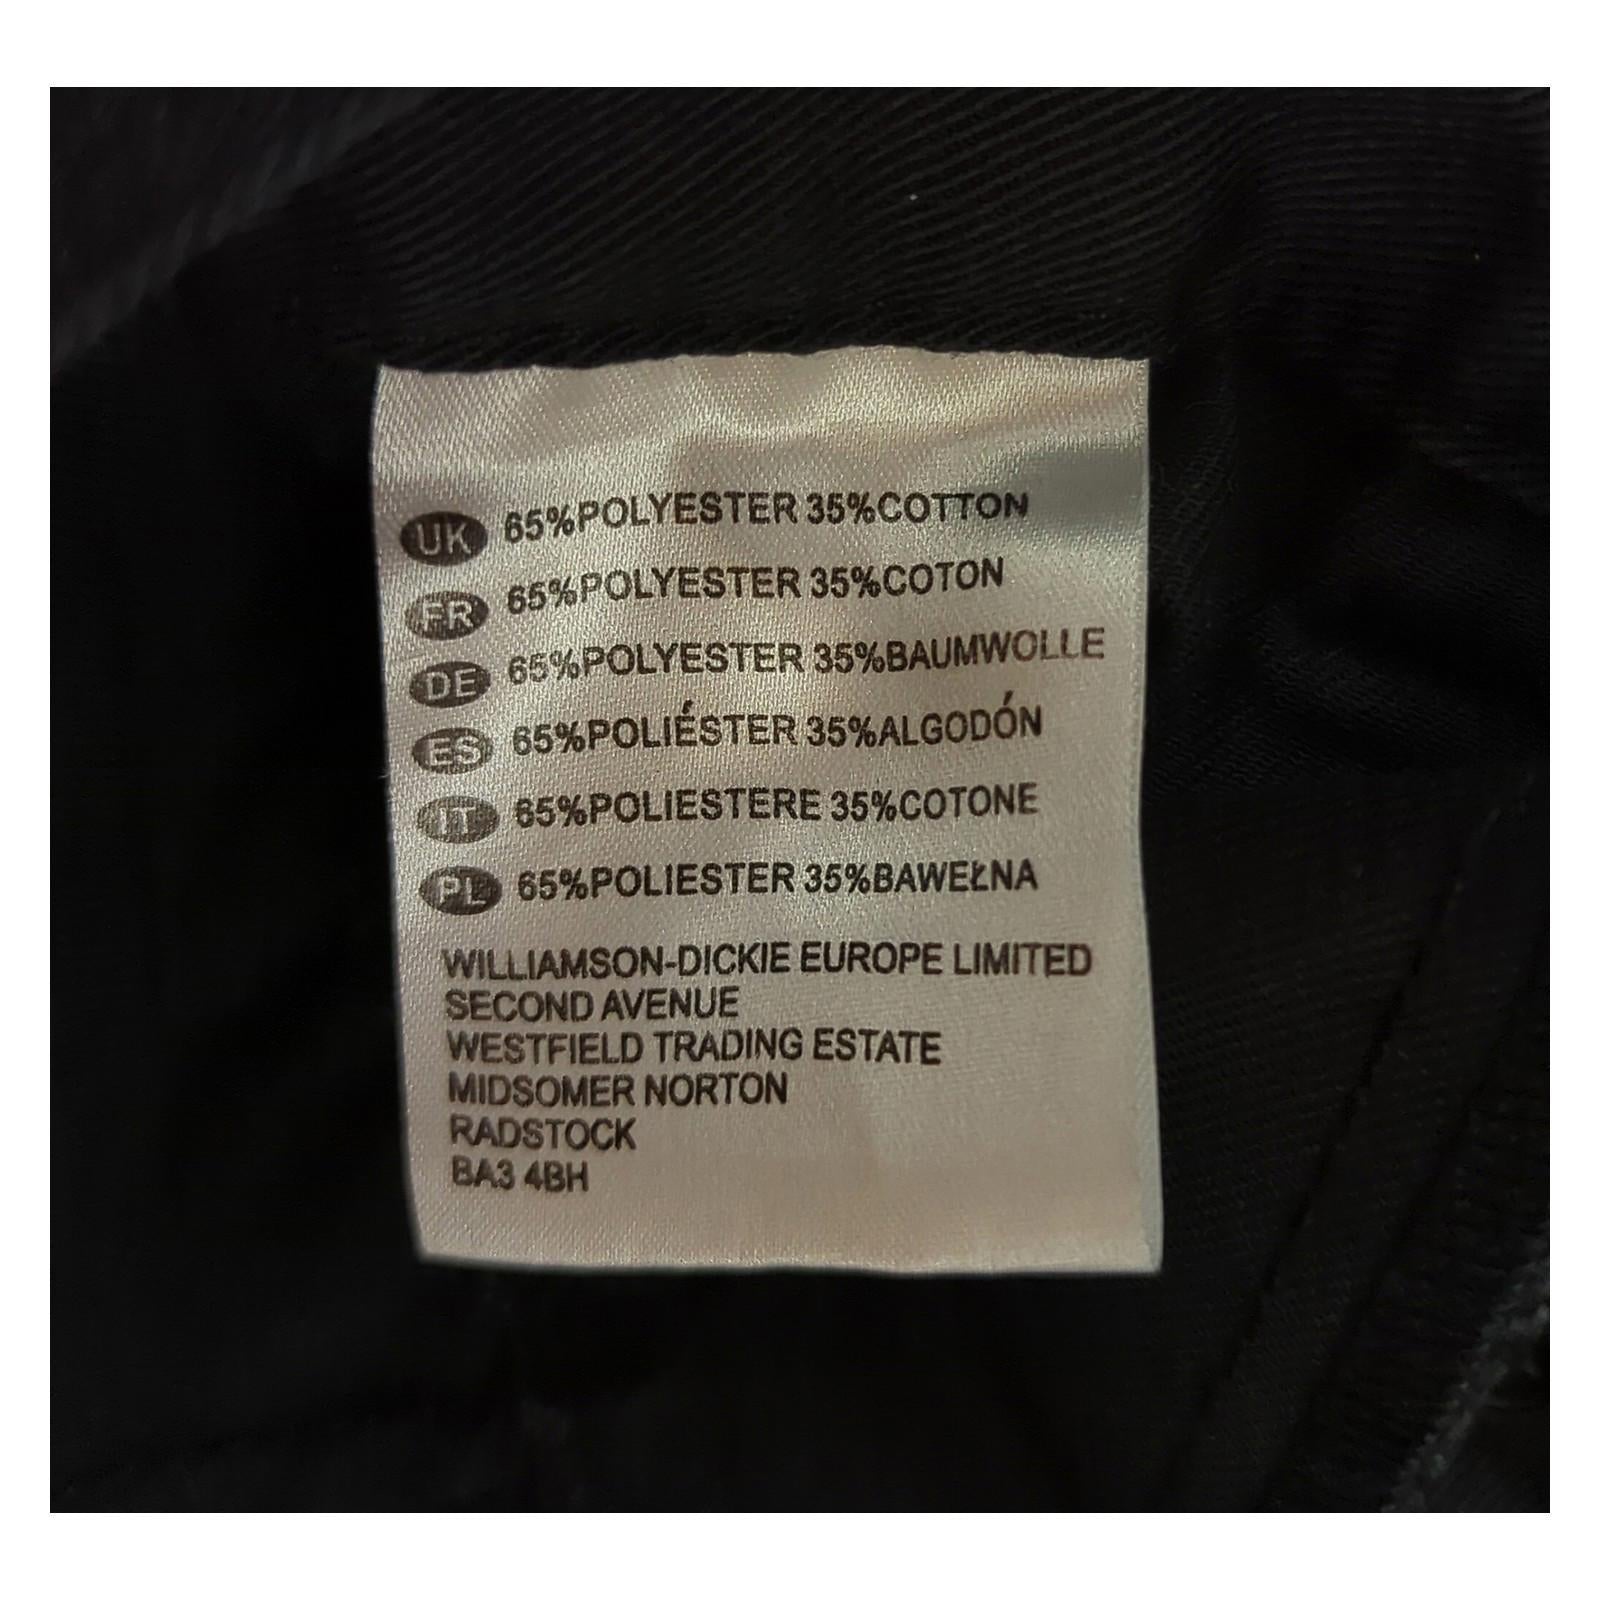 UK 65%POLYESTER 35%COTTON
FR 65%POLYESTER 35%COTON
DE 65%POLYESTER 35%BAUMWOLLE
ES 65%POLIÉSTER 35%ALGODÓN
IT 65%POLIESTERE 35%COTONE
PL 65%POLIESTER 35%BAWEŁNA
WILLIAMSON-DICKIE EUROPE LIMITED
SECOND AVENUE
WESTFIELD TRADING ESTATE
MIDSOMER NORTON
RADSTOCK
BA3 4BH